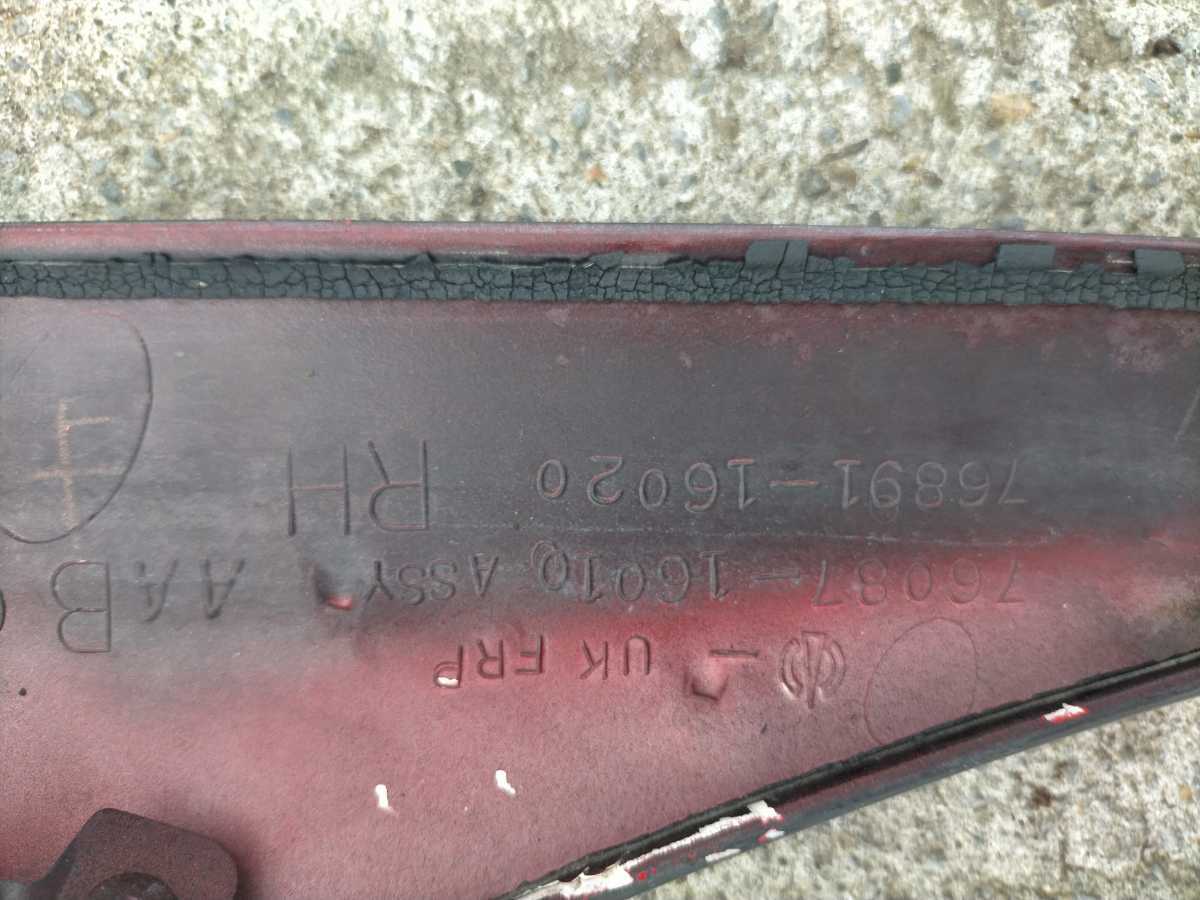 UK FRP
76087-16010 ASSY AAB
76891-16020 RH